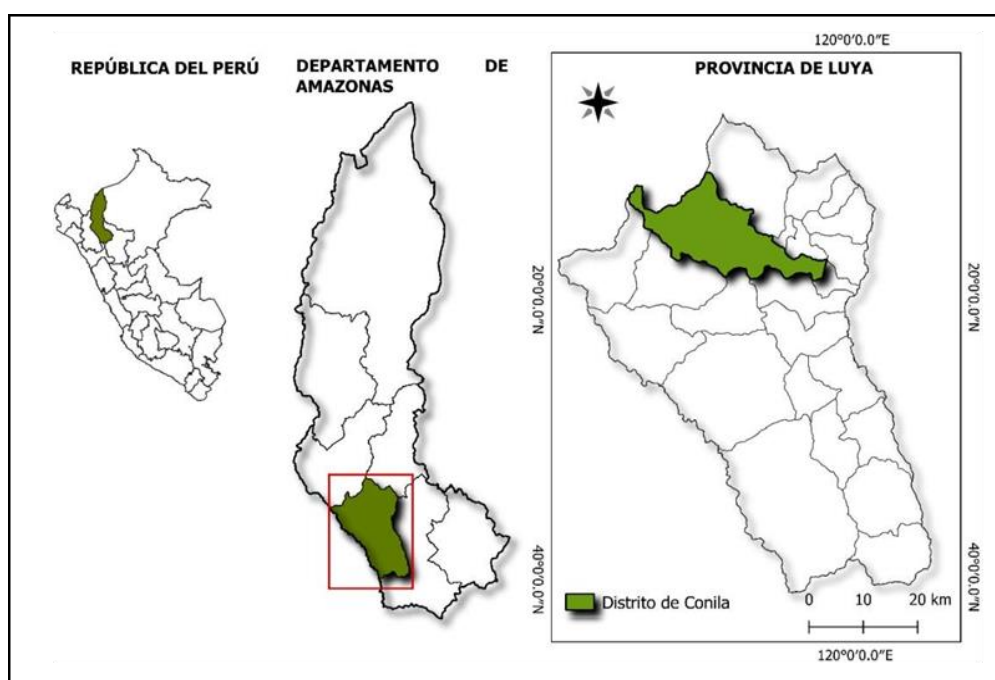 120°0'0.0"E
REPÚBLICA DEL PERÚ
DEPARTAMENTO DE
AMAZONAS
PROVINCIA DE LUYA
20°0'0.0"N
20°0'0.0"N
40°0'0.0"N
40°0'0.0"N
Distrito de Conila
0 10 20 km
120°0'0.0"E